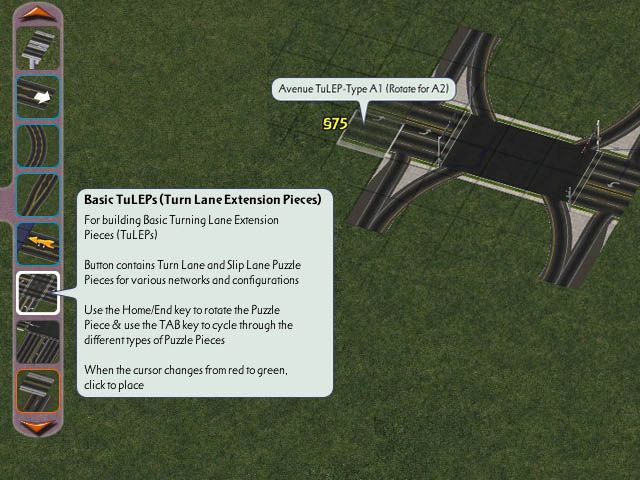 Avenue TuLEP-Type A1 (Rotate for A2)
§75
Basic TuLEPs (Turn Lane Extension Pieces)
For building Basic Turning Lane Extension
Pieces (TuLEPs)
Button contains Turn Lane and Slip Lane Puzzle
Pieces for various networks and configurations
Use the Home/End key to rotate the Puzzle
Piece & use the TAB key to cycle through the
different types of Puzzle Pieces
When the cursor changes from red to green,
click to place